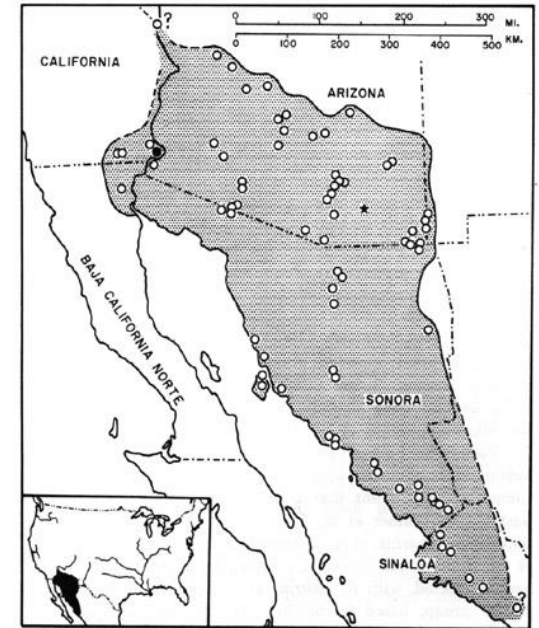 ?
0 100 200 300 MI.
0 100 200 300 400 500 KM.
CALIFORNIA
ARIZONA
BAJA CALIFORNIA NORTE
SONORA
SINALOA
?